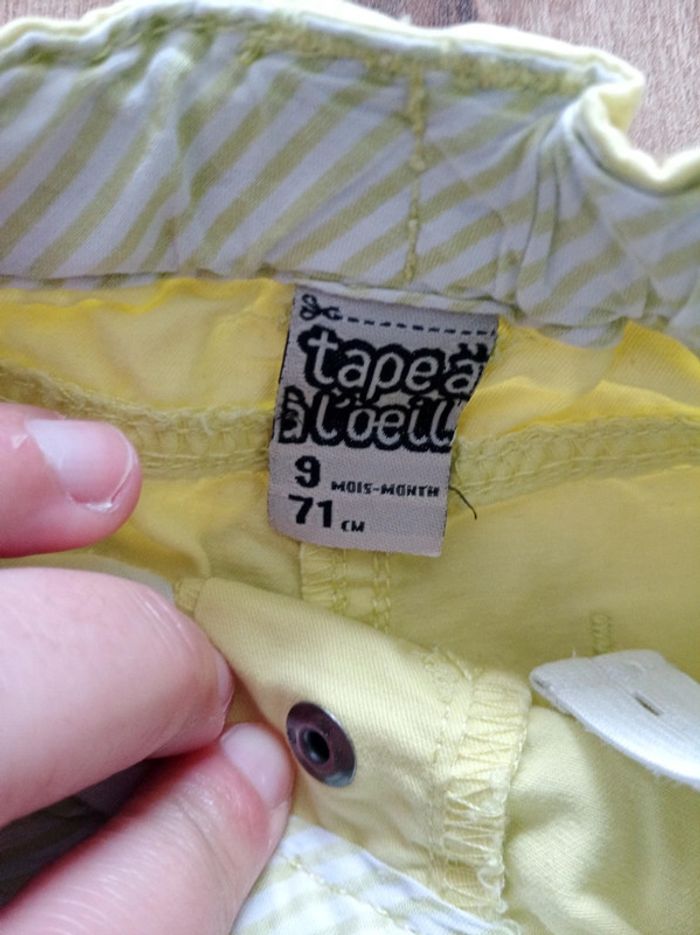 tape à
à l'oeil
9 MOIS-MONTH
71 CM